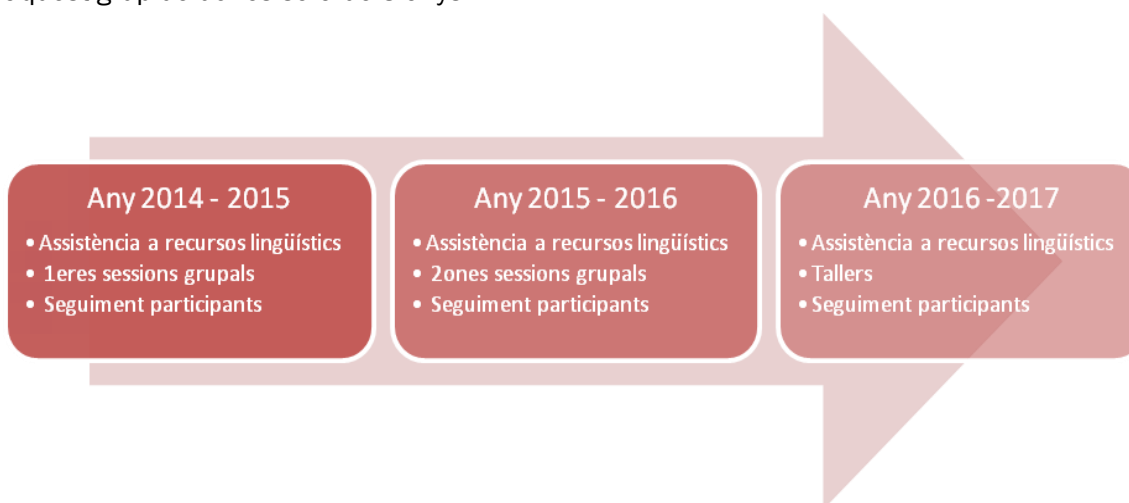 Any 2014 - 2015
• Assistència a recursos lingüístics
• 1eres sessions grupals
• Seguiment participants
Any 2015 - 2016
• Assistència a recursos lingüístics
• 2ones sessions grupals
• Seguiment participants
Any 2016 -2017
• Assistència a recursos lingüístics
• Tallers
• Seguiment participants